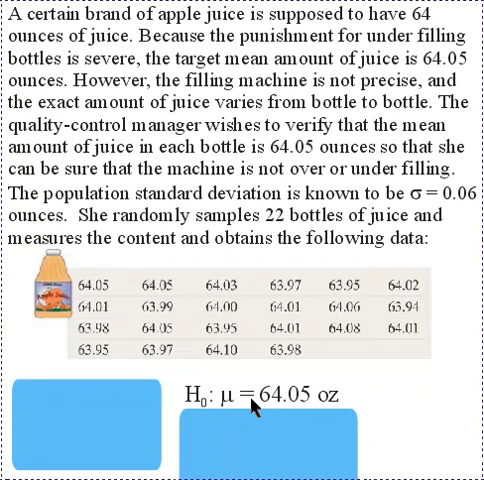 A certain brand of apple juice is supposed to have 64
ounces of juice. Because the punishment for under filling
bottles is severe, the target mean amount of juice is 64.05
ounces. However, the filling machine is not precise, and
the exact amount of juice varies from bottle to bottle. The
quality-control manager wishes to verify that the mean
amount of juice in each bottle is 64.05 ounces so that she
can be sure that the machine is not over or under filling.
The population standard deviation is known to be σ = 0.06
ounces. She randomly samples 22 bottles of juice and
measures the content and obtains the following data:
64.05 64.05 64.03 63.97 63.95 64.02
64.01 63.99 64.00 64.01 64.06 63.94
63.98 64.05 63.95 64.01 64.08 64.01
63.95 63.97 64.10 63.98
Apple Juice
H₀: μ = 64.05 oz